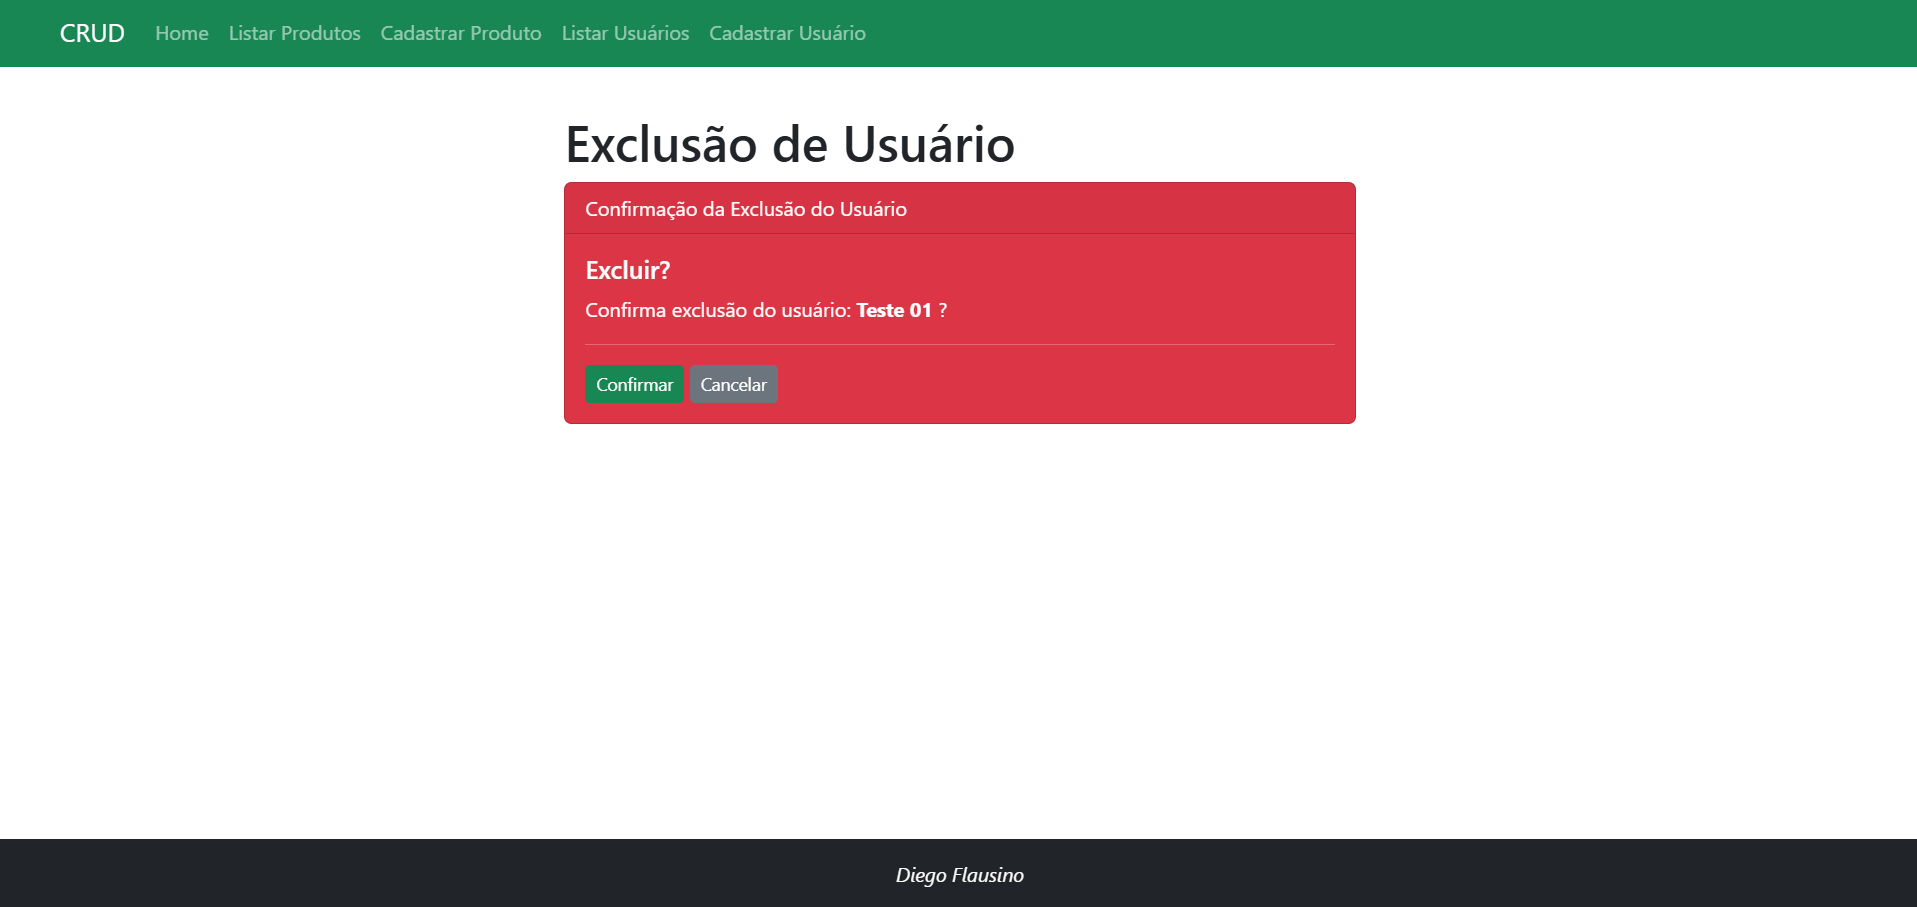 CRUD Home Listar Produtos Cadastrar Produto Listar Usuários Cadastrar Usuário
Exclusão de Usuário
Confirmação da Exclusão do Usuário
Excluir?
Confirma exclusão do usuário: Teste 01 ?
Confirmar Cancelar
Diego Flausino